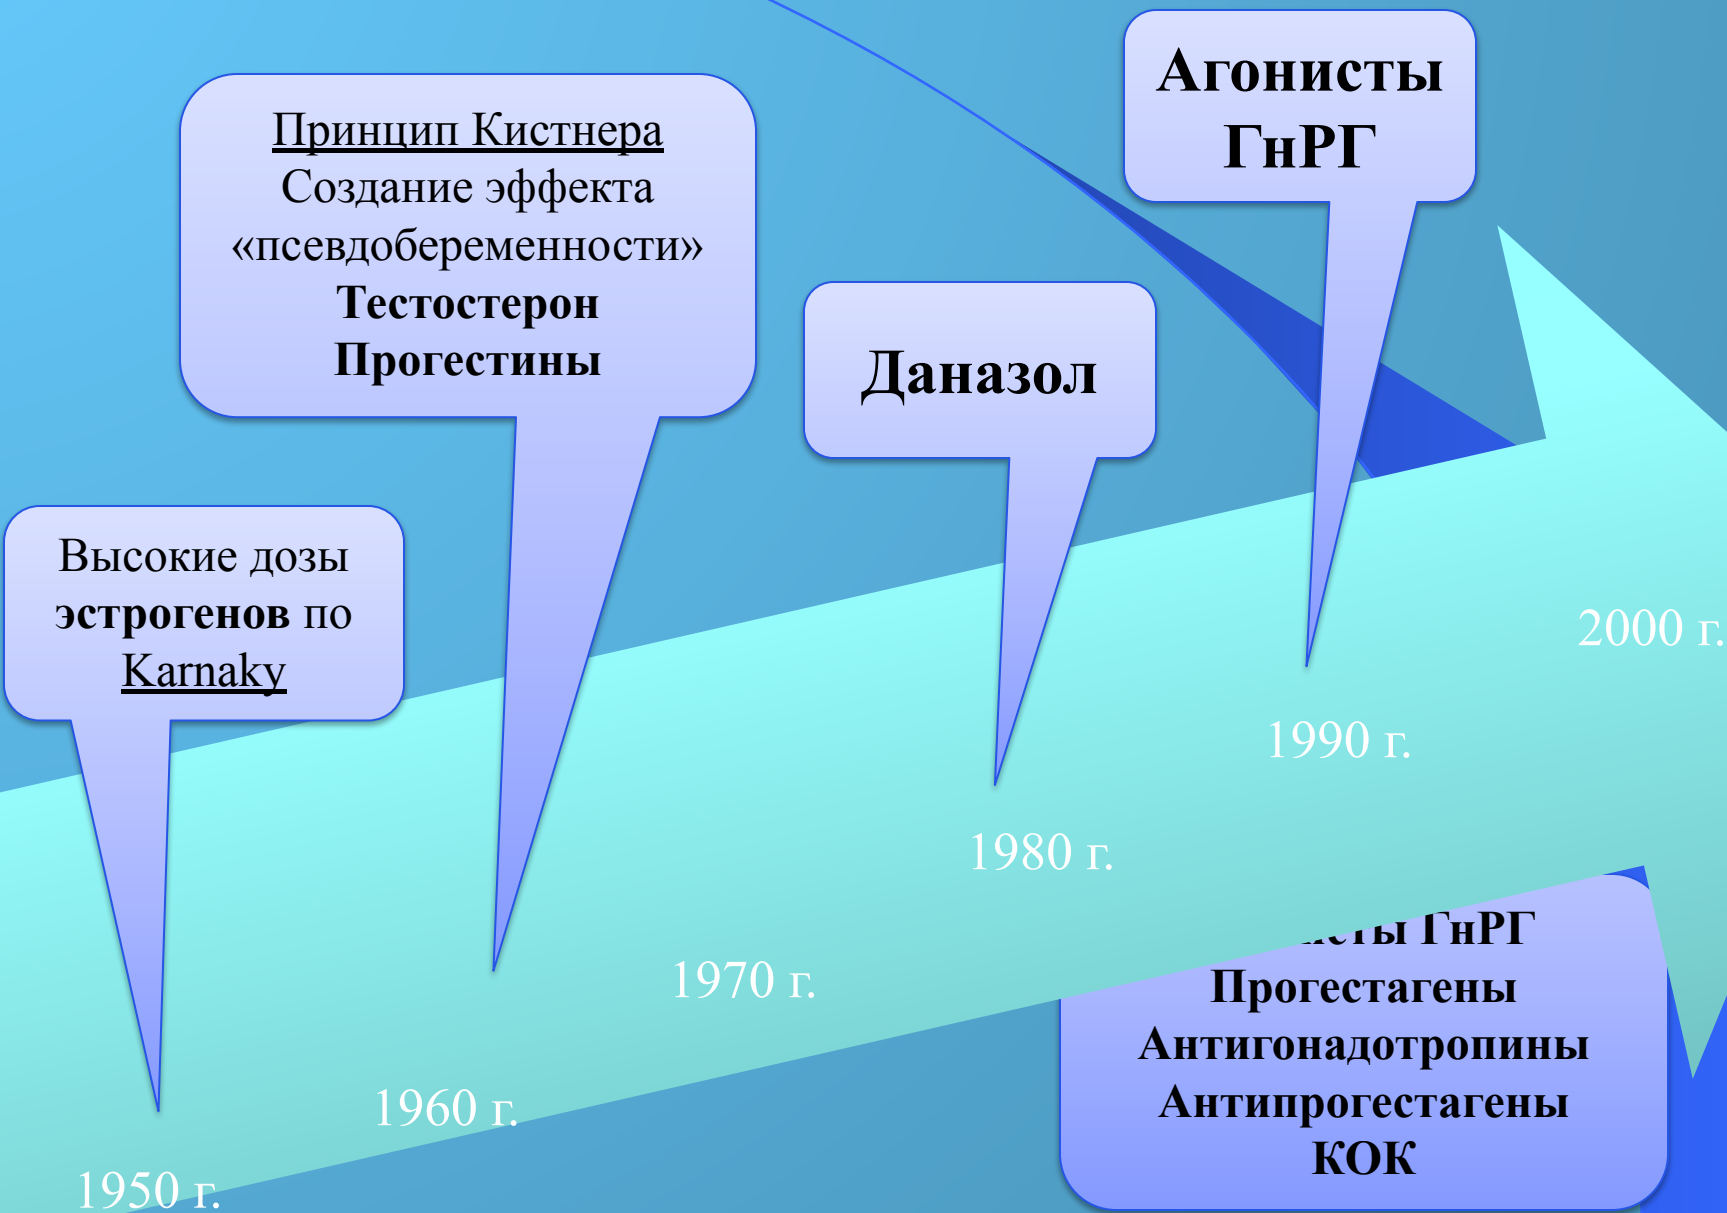 Агонисты
ГнРГ
Принцип Кистнера
Создание эффекта
«псевдобеременности»
Тестостерон
Прогестины
Даназол
Высокие дозы
эстрогенов по
Karnaky
2000 г.
1990 г.
1980 г.
1970 г.
1960 г.
1950 г.
ГнРГ
Прогестагены
Антигонадотропины
Антипрогестагены
КОК